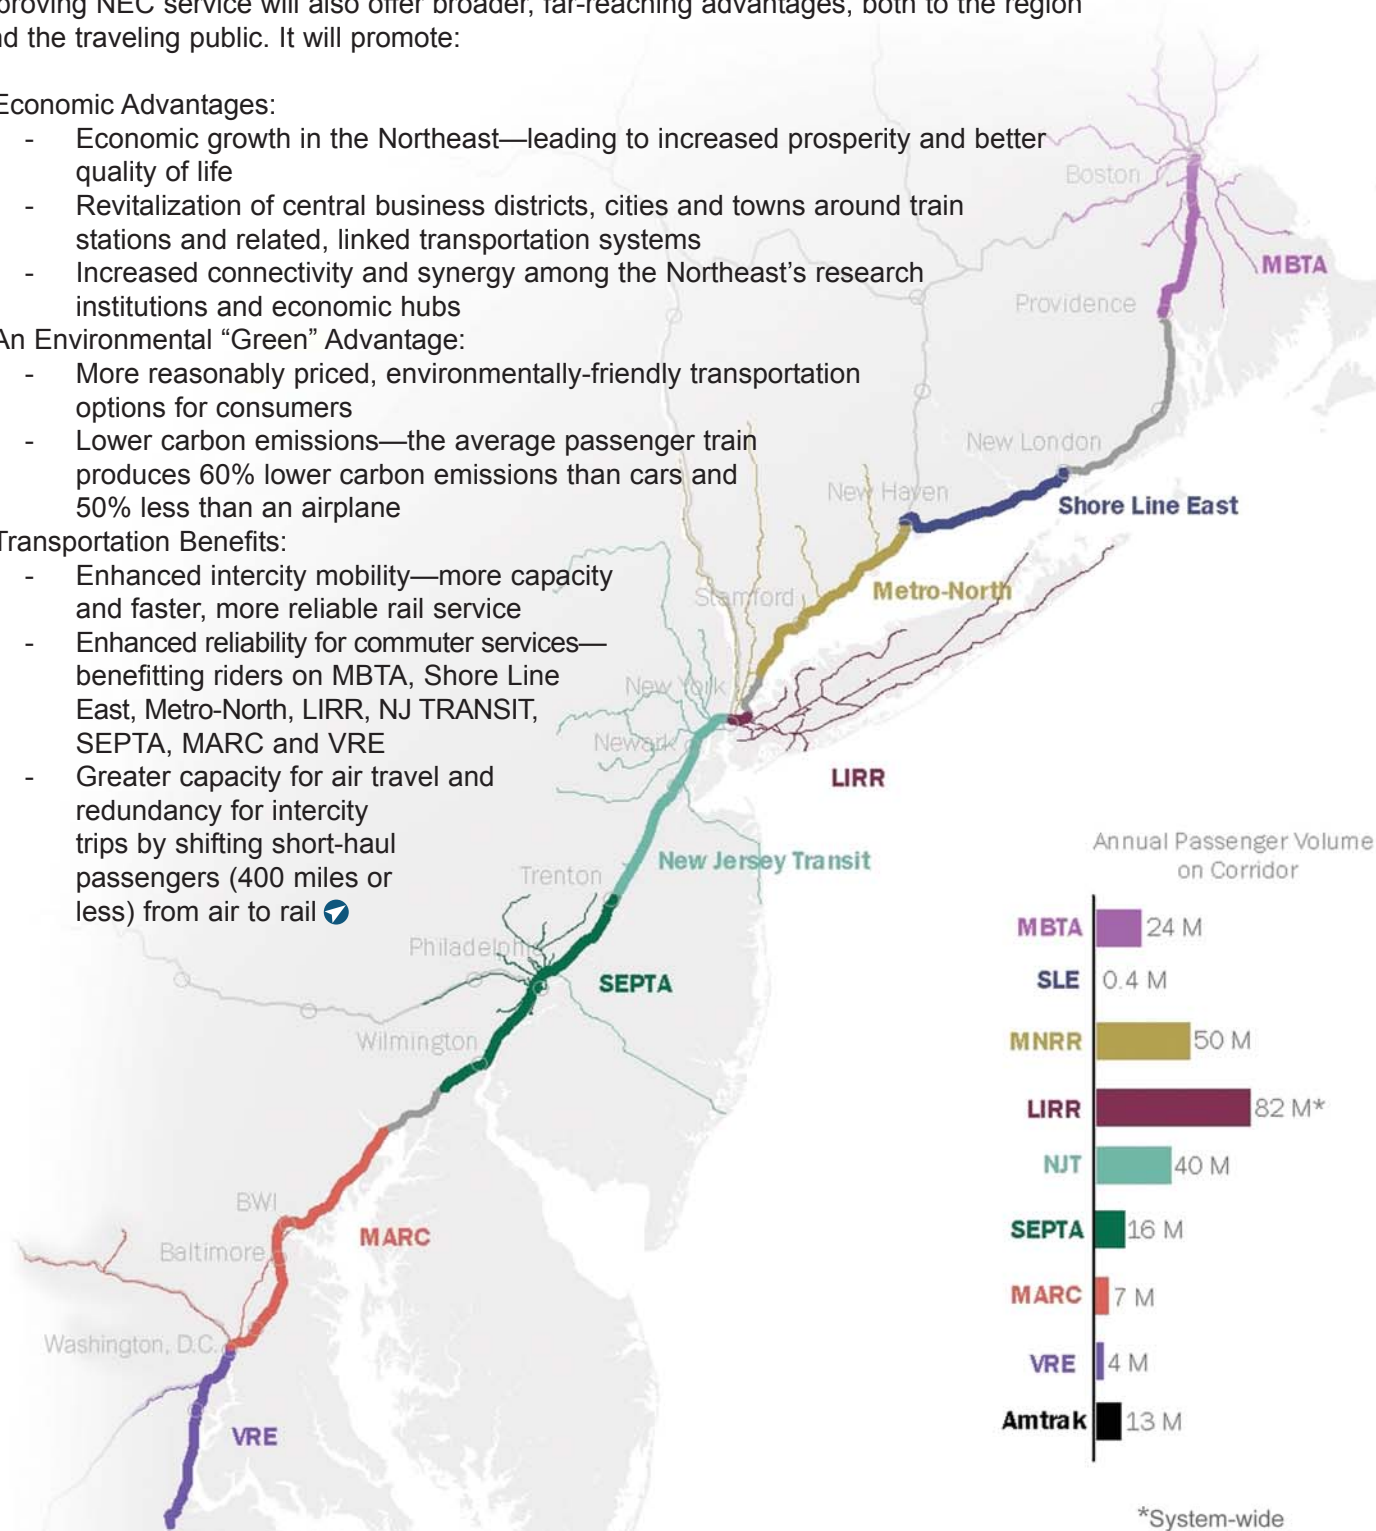 proving NEC service will also offer broader, far-reaching advantages, both to the region
nd the traveling public. It will promote:
Economic Advantages:
- Economic growth in the Northeast—leading to increased prosperity and better
quality of life
- Revitalization of central business districts, cities and towns around train
stations and related, linked transportation systems
- Increased connectivity and synergy among the Northeast’s research
institutions and economic hubs
An Environmental “Green” Advantage:
- More reasonably priced, environmentally-friendly transportation
options for consumers
- Lower carbon emissions—the average passenger train
produces 60% lower carbon emissions than cars and
50% less than an airplane
Transportation Benefits:
- Enhanced intercity mobility—more capacity
and faster, more reliable rail service
- Enhanced reliability for commuter services—
benefitting riders on MBTA, Shore Line
East, Metro-North, LIRR, NJ TRANSIT,
SEPTA, MARC and VRE
- Greater capacity for air travel and
redundancy for intercity
trips by shifting short-haul
passengers (400 miles or
less) from air to rail
Boston
MBTA
Providence
New London
New Haven
Shore Line East
Metro-North
Stamford
New York
Newark
LIRR
New Jersey Transit
Trenton
Philadelphia
SEPTA
Wilmington
BWI
MARC
Baltimore
Washington, D.C.
VRE
Annual Passenger Volume
on Corridor
MBTA 24 M
SLE 0.4 M
MNRR 50 M
LIRR 82 M*
NJT 40 M
SEPTA 16 M
MARC 7 M
VRE 4 M
Amtrak 13 M
*System-wide